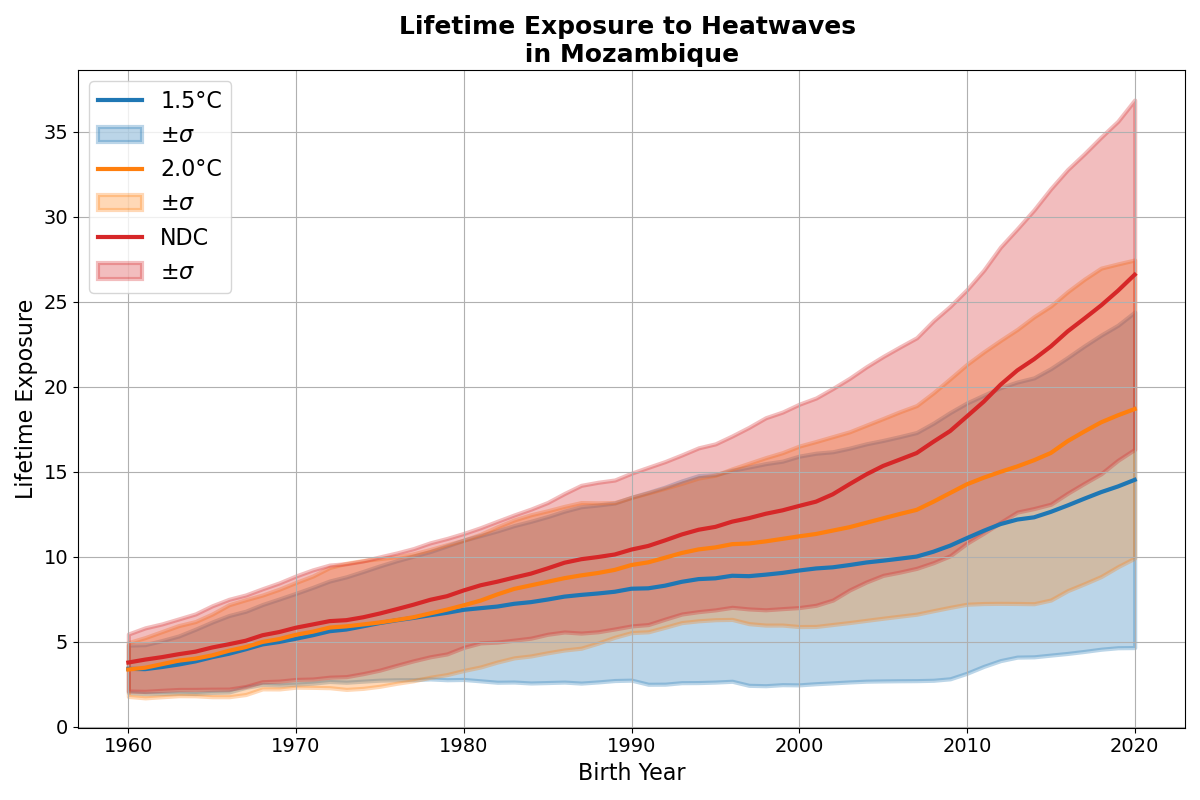 Lifetime Exposure to Heatwaves
in Mozambique
1.5°C
±σ
2.0°C
±σ
NDC
±σ
Lifetime Exposure
35
30
25
20
15
10
5
0
1960 1970 1980 1990 2000 2010 2020
Birth Year